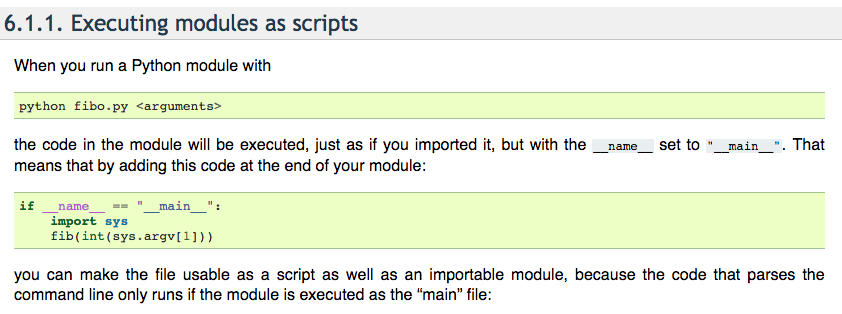 6.1.1. Executing modules as scripts
When you run a Python module with
python fibo.py <arguments>
the code in the module will be executed, just as if you imported it, but with the __name__ set to "__main__". That
means that by adding this code at the end of your module:
if __name__ == "__main__":
    import sys
    fib(int(sys.argv[1]))
you can make the file usable as a script as well as an importable module, because the code that parses the
command line only runs if the module is executed as the “main” file: